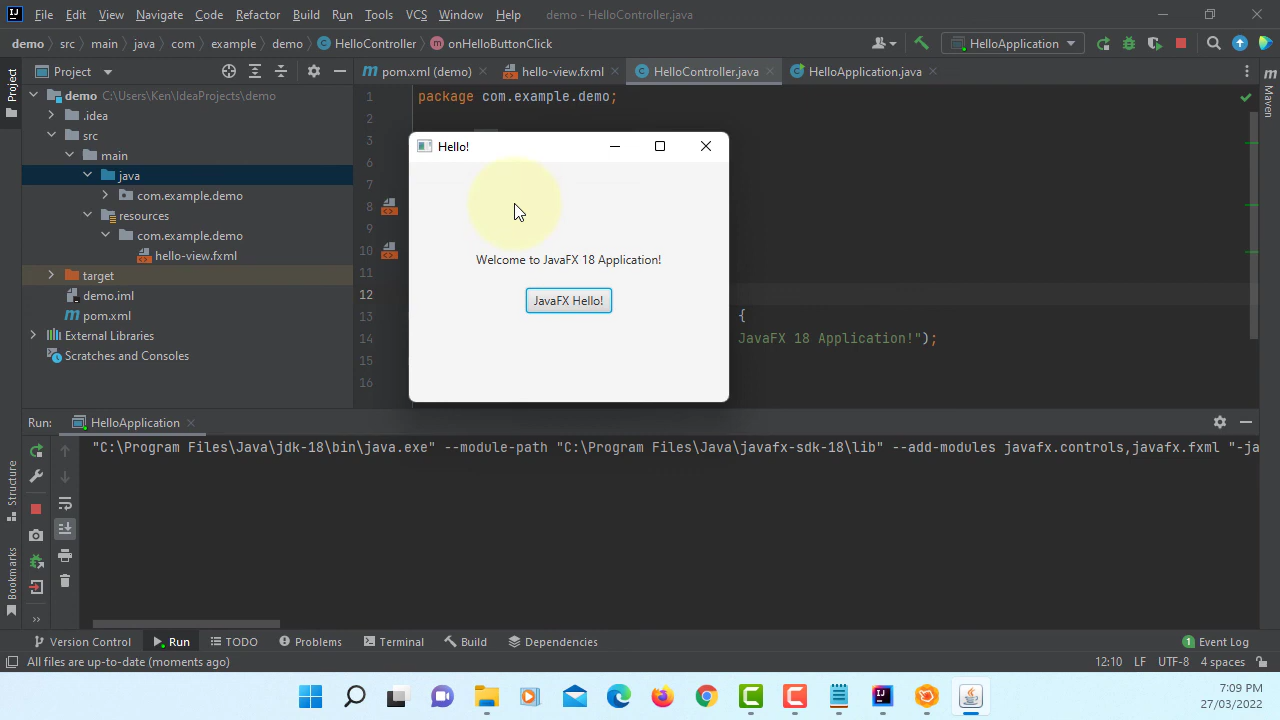 File Edit View Navigate Code Refactor Build Run Tools VCS Window Help demo - HelloController.java
demo src main java com example demo HelloController onHelloButtonClick HelloApplication
Project pom.xml (demo) hello-view.fxml HelloController.java HelloApplication.java
Project
Maven
Structure
Bookmarks
demo C:\Users\Ken\IdeaProjects\demo
.idea
src
main
java
com.example.demo
resources
com.example.demo
hello-view.fxml
target
demo.iml
pom.xml
External Libraries
Scratches and Consoles
1 package com.example.demo;
2
3
6
7
8
9
10
11
12
13 {
14 JavaFX 18 Application!");
15
16
Hello!
Welcome to JavaFX 18 Application!
JavaFX Hello!
Run: HelloApplication
"C:\Program Files\Java\jdk-18\bin\java.exe" --module-path "C:\Program Files\Java\javafx-sdk-18\lib" --add-modules javafx.controls,javafx.fxml "-ja
Version Control Run TODO Problems Terminal Build Dependencies 1 Event Log
All files are up-to-date (moments ago) 12:10 LF UTF-8 4 spaces
7:09 PM
27/03/2022